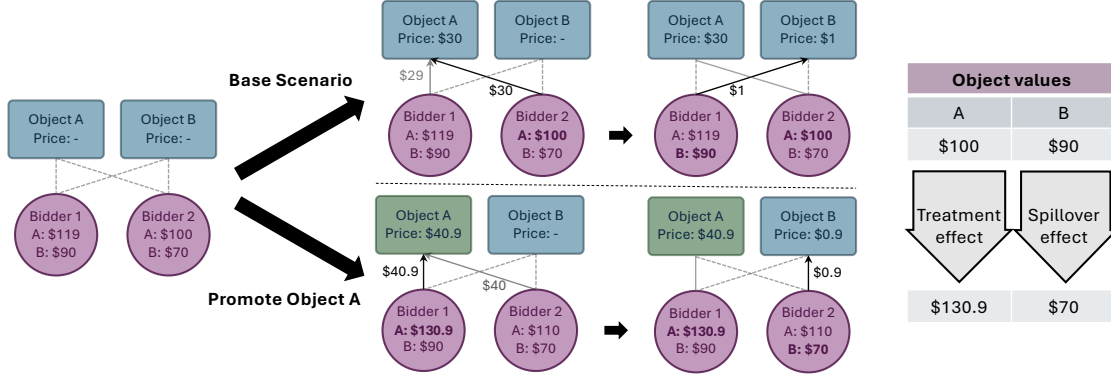 Object A
Price: $30
Object B
Price: -
Object A
Price: $30
Object B
Price: $1
Base Scenario
$29
$30
$1
Bidder 1
A: $119
B: $90
Bidder 2
A: $100
B: $70
Bidder 1
A: $119
B: $90
Bidder 2
A: $100
B: $70
Object A
Price: -
Object B
Price: -
Bidder 1
A: $119
B: $90
Bidder 2
A: $100
B: $70
Promote Object A
Object A
Price: $40.9
Object B
Price: -
Object A
Price: $40.9
Object B
Price: $0.9
$40.9
$40
$0.9
Bidder 1
A: $130.9
B: $90
Bidder 2
A: $110
B: $70
Bidder 1
A: $130.9
B: $90
Bidder 2
A: $110
B: $70
Object values
A
B
$100
$90
Treatment
effect
Spillover
effect
$130.9
$70